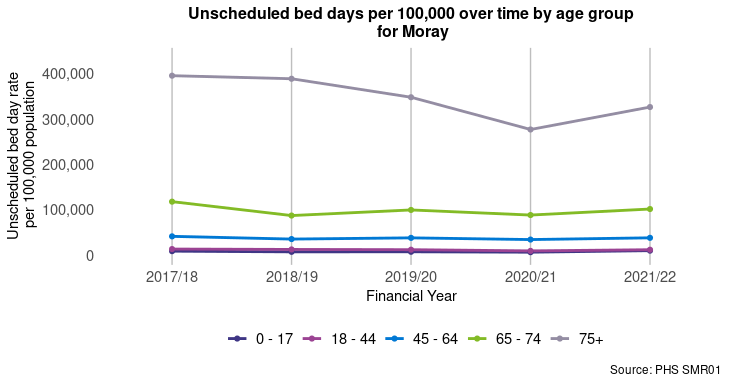 Unscheduled bed days per 100,000 over time by age group
for Moray
Unscheduled bed day rate
per 100,000 population
400,000
300,000
200,000
100,000
0
2017/18 2018/19 2019/20 2020/21 2021/22
Financial Year
0 - 17 18 - 44 45 - 64 65 - 74 75+
Source: PHS SMR01